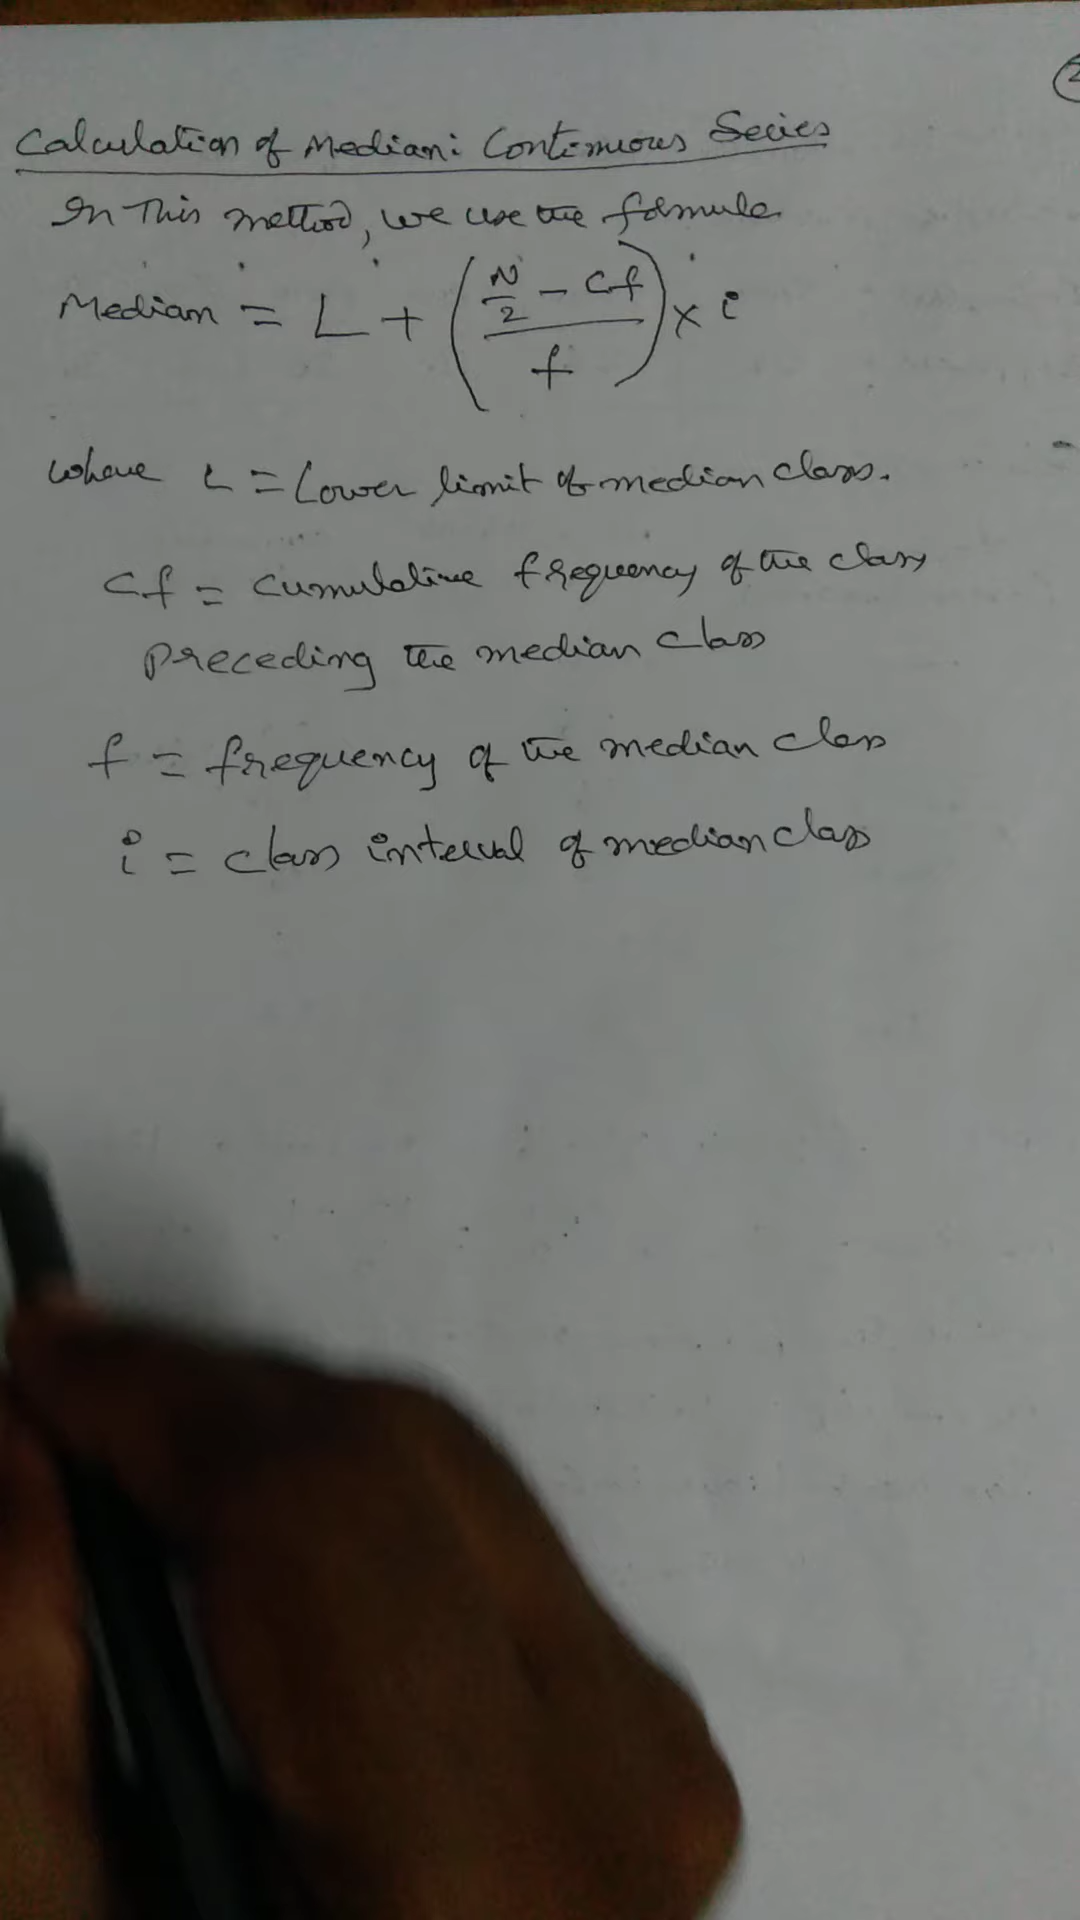 Calculation of Median: Continuous Series
In this method, we use the formula
Median = L + ( (N/2 - Cf) / f ) × i
where L = Lower limit of median class.
Cf = Cumulative frequency of the class
preceding the median class
f = frequency of the median class
i = class interval of median class